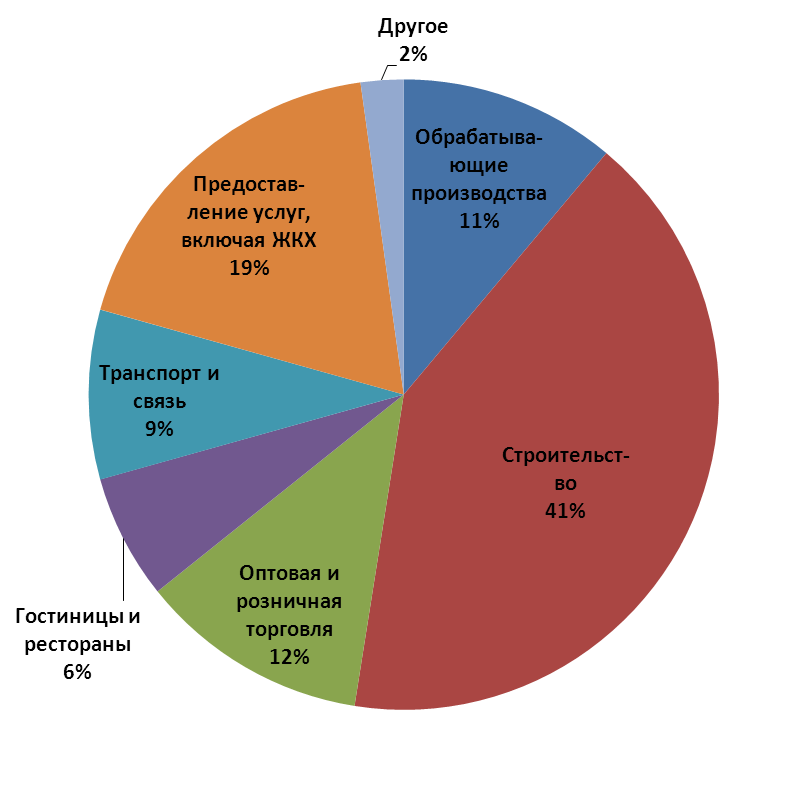 Другое
2%
Обрабатыва-
ющие
производства
11%
Строительст-
во
41%
Оптовая и
розничная
торговля
12%
Гостиницы и
рестораны
6%
Транспорт и
связь
9%
Предостав-
ление услуг,
включая ЖКХ
19%